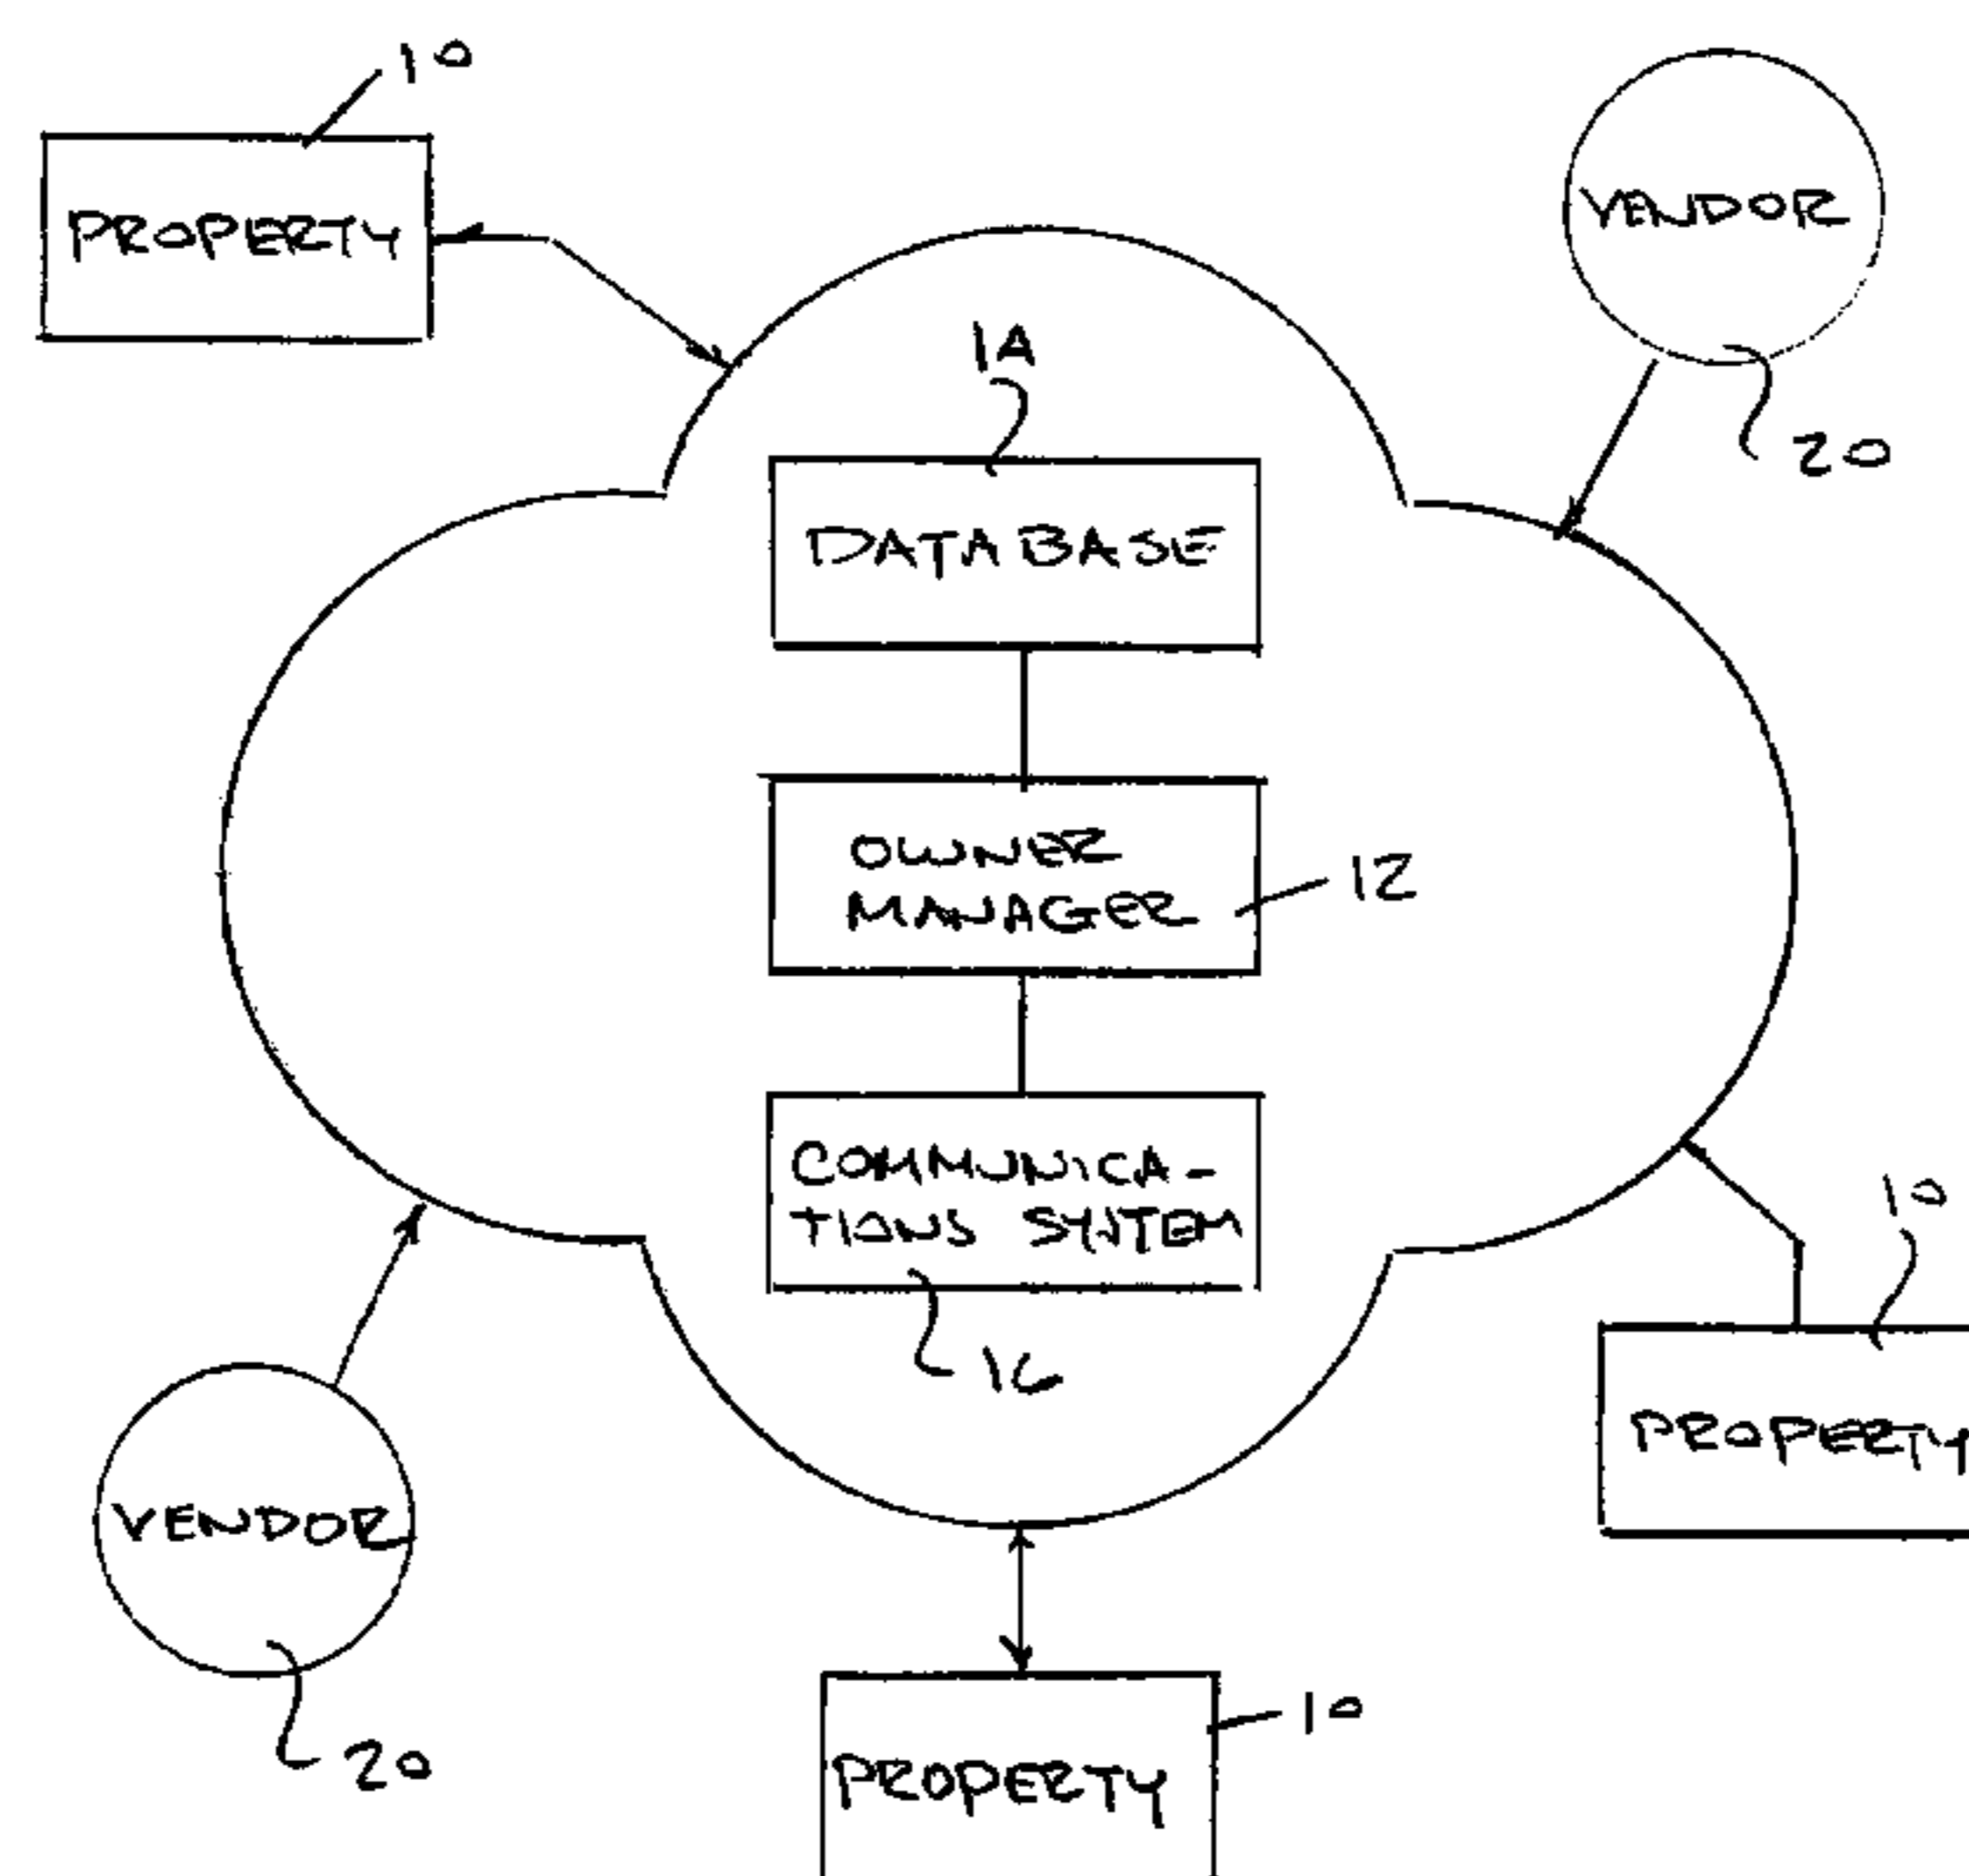 10
PROPERTY
VENDOR
20
1A
DATABASE
OWNER
MANAGER
12
COMMUNICA-
TIONS SYSTEM
16
10
PROPERTY
VENDOR
20
10
PROPERTY